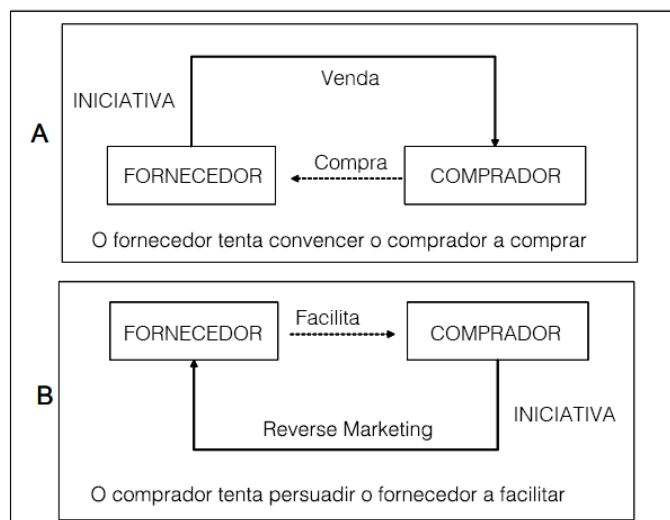 Venda
INICIATIVA
A
Compra
FORNECEDOR
COMPRADOR
O fornecedor tenta convencer o comprador a comprar
Facilita
FORNECEDOR
COMPRADOR
B
INICIATIVA
Reverse Marketing
O comprador tenta persuadir o fornecedor a facilitar